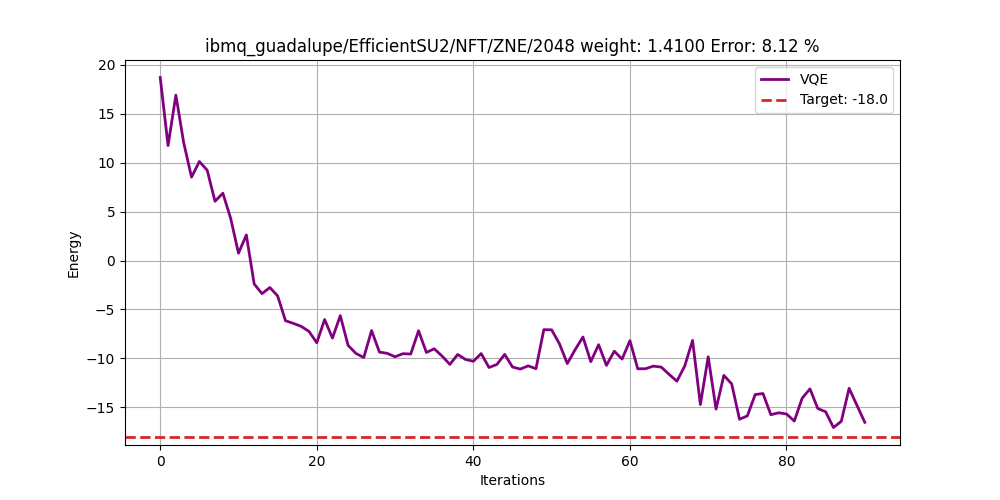 ibmq_guadalupe/EfficientSU2/NFT/ZNE/2048 weight: 1.4100 Error: 8.12 %
VQE
Target: -18.0
20
15
10
5
0
−5
−10
−15
Energy
0
20
40
60
80
Iterations